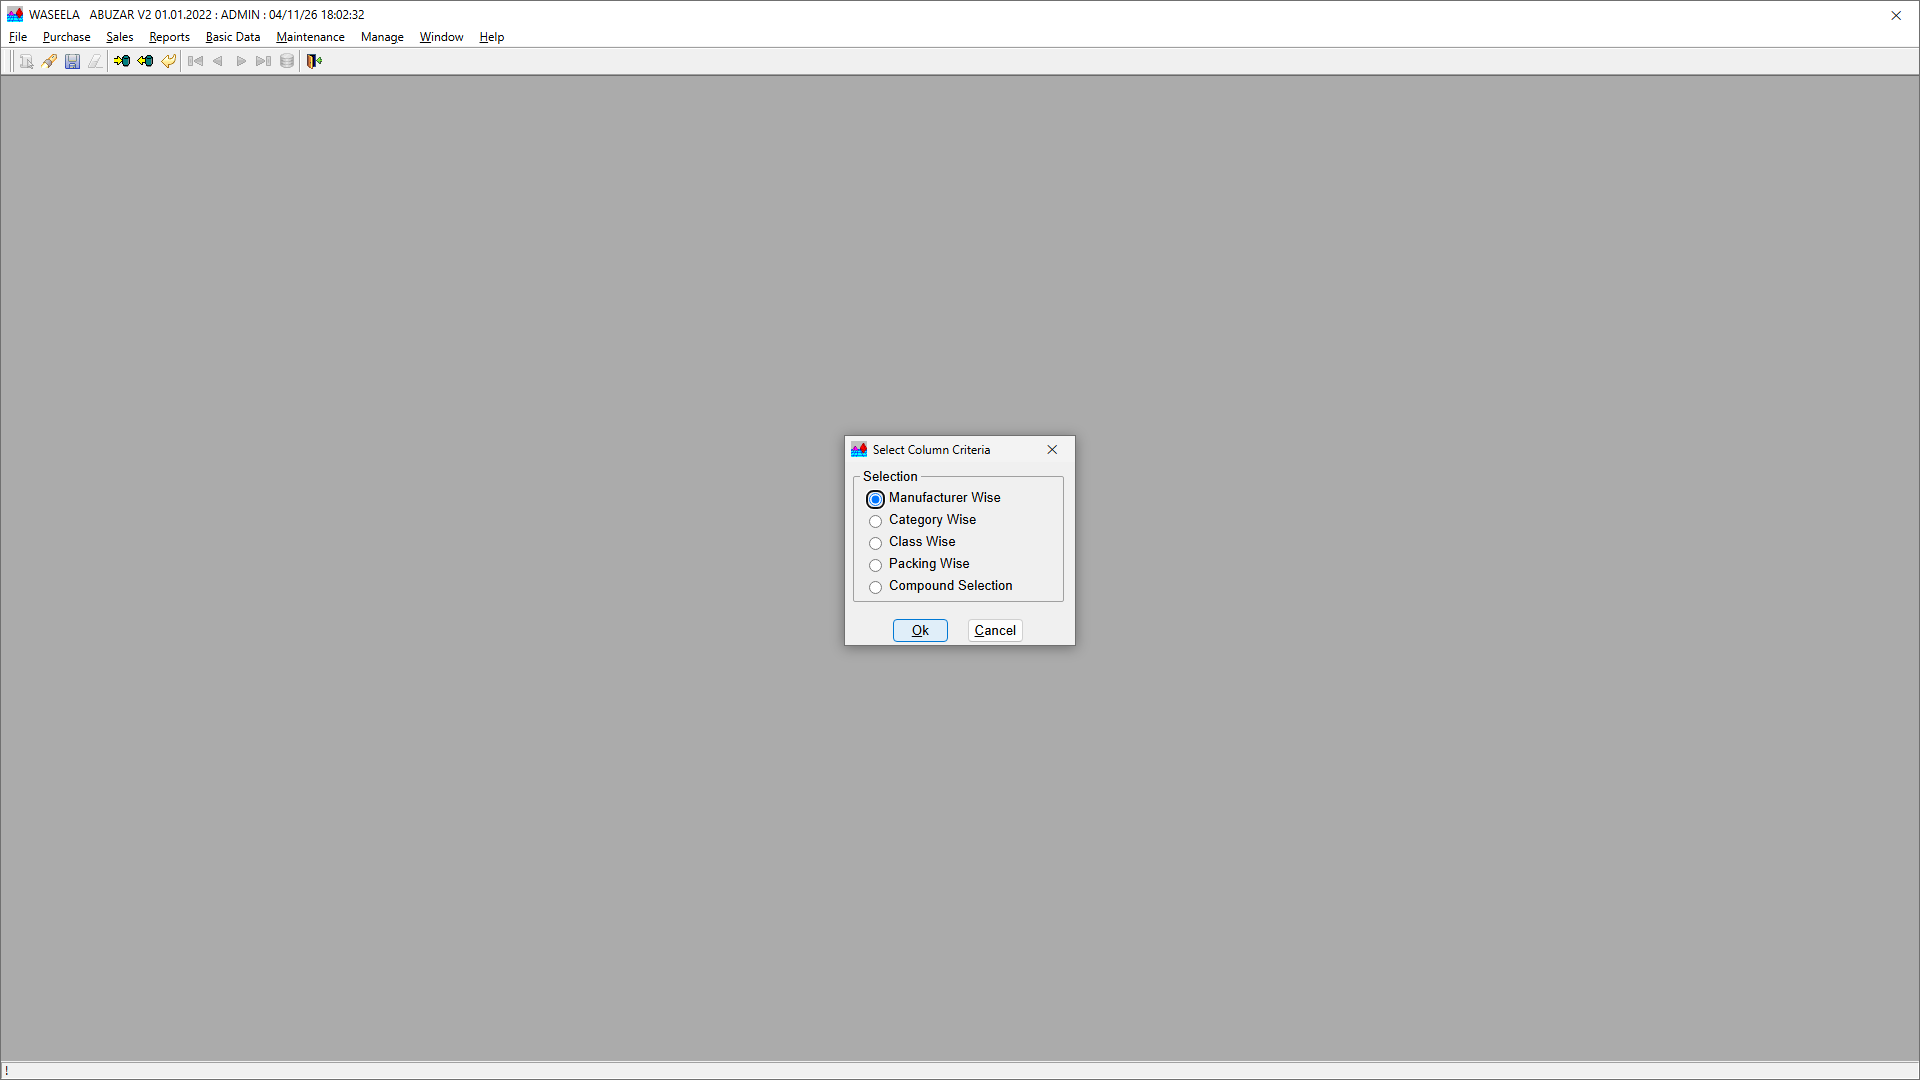 WASEELA ABUZAR V2 01.01.2022 : ADMIN : 04/11/26 18:02:32
File Purchase Sales Reports Basic Data Maintenance Manage Window Help
Select Column Criteria
Selection
Manufacturer Wise
Category Wise
Class Wise
Packing Wise
Compound Selection
Ok Cancel
!